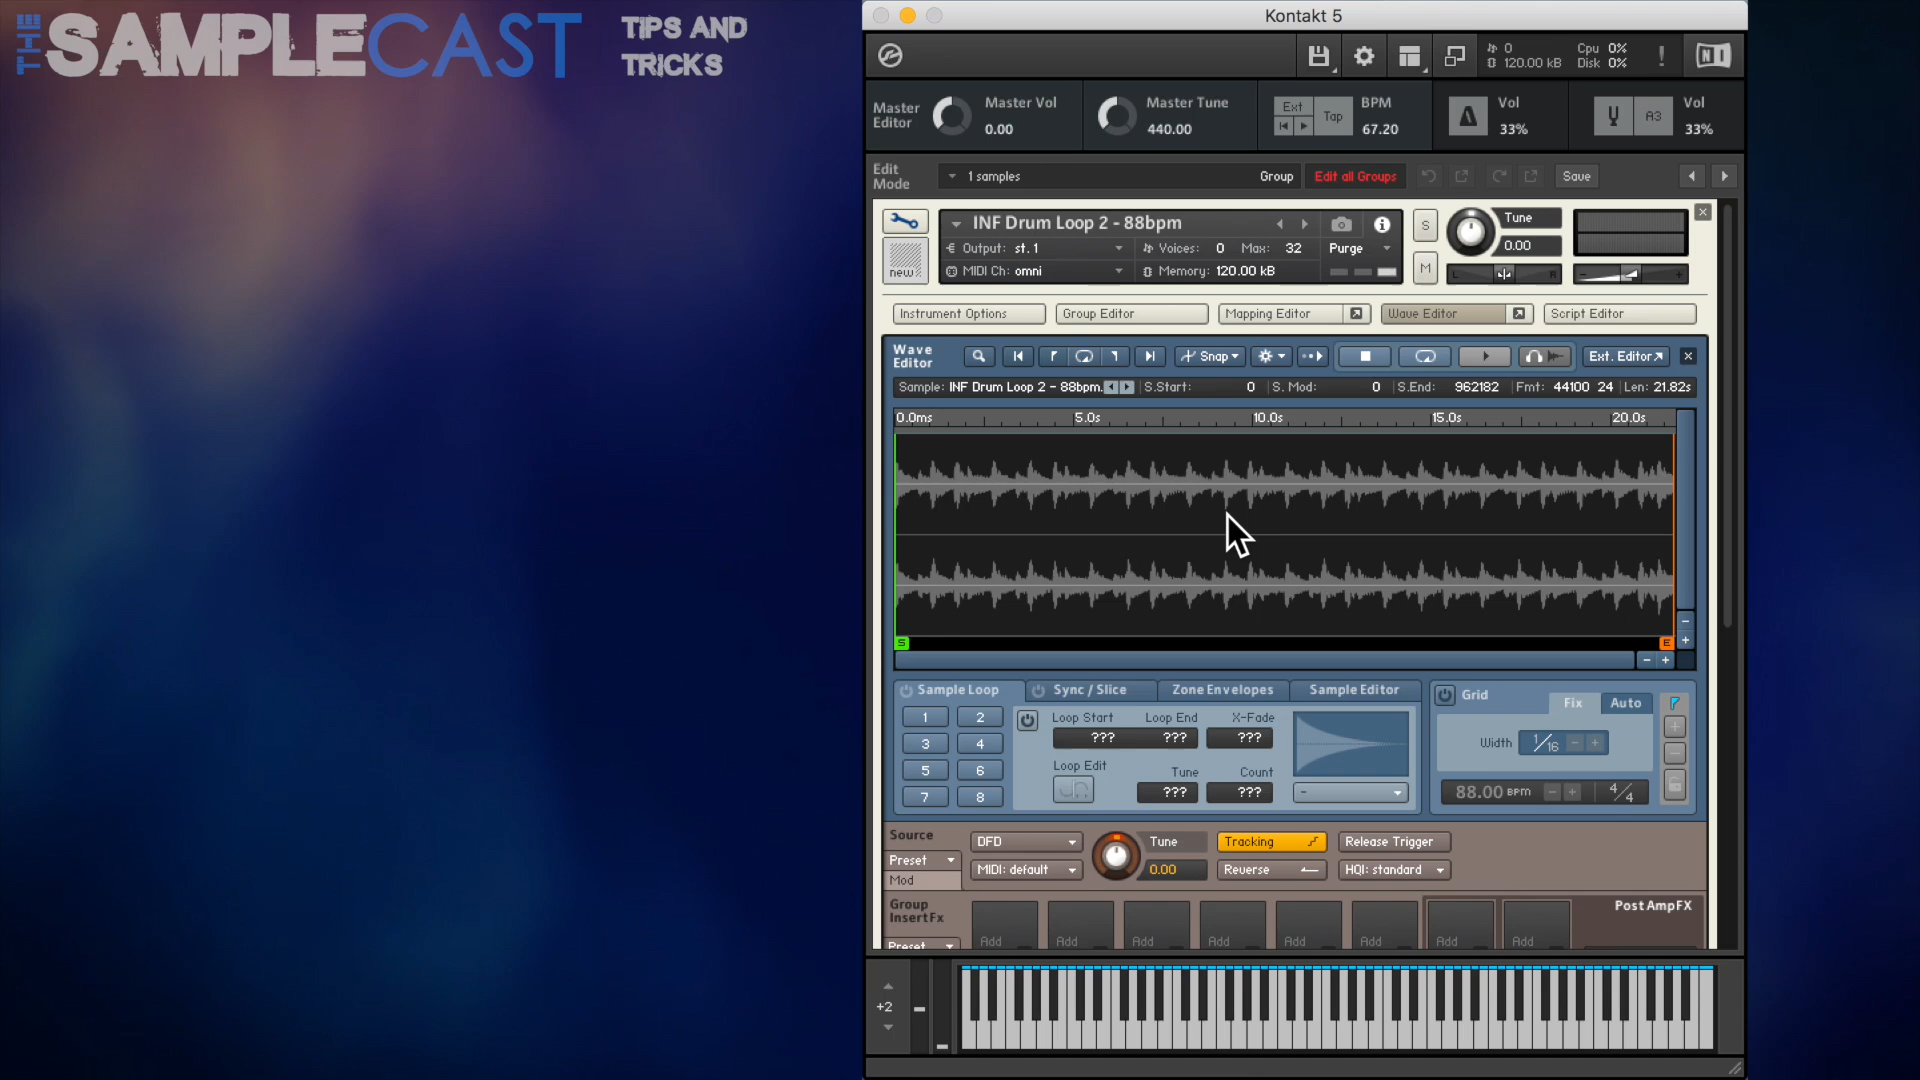 THE SAMPLECAST TIPS AND TRICKS
Kontakt 5
0 Cpu 0% !
120.00 kB Disk 0%
Master Editor Master Vol 0.00 Master Tune 440.00 Ext Tap BPM 67.20 Vol 33% A3 Vol 33%
Edit Mode 1 samples Group Edit all Groups Save
INF Drum Loop 2 - 88bpm S Tune
Output: st. 1 Voices: 0 Max: 32 Purge 0.00
new MIDI Ch: omni Memory: 120.00 kB M L R - +
Instrument Options Group Editor Mapping Editor Wave Editor Script Editor
Wave Editor Snap Ext. Editor
Sample: INF Drum Loop 2 - 88bpm. S.Start: 0 S. Mod: 0 S.End: 962182 Fmt: 44100 24 Len: 21.82s
0.0ms 5.0s 10.0s 15.0s 20.0s
S E
Sample Loop Sync / Slice Zone Envelopes Sample Editor Grid Fix Auto
1 2 Loop Start Loop End X-Fade
3 4 ??? ??? ??? Width 1/16 - +
5 6 Loop Edit Tune Count
7 8 ??? ??? - 88.00 BPM - + 4/4
Source DFD Tune Tracking Release Trigger
Preset MIDI: default 0.00 Reverse HQI: standard
Mod
Group Insert Fx Post Amp FX
Preset Add Add Add Add Add Add Add Add
+2